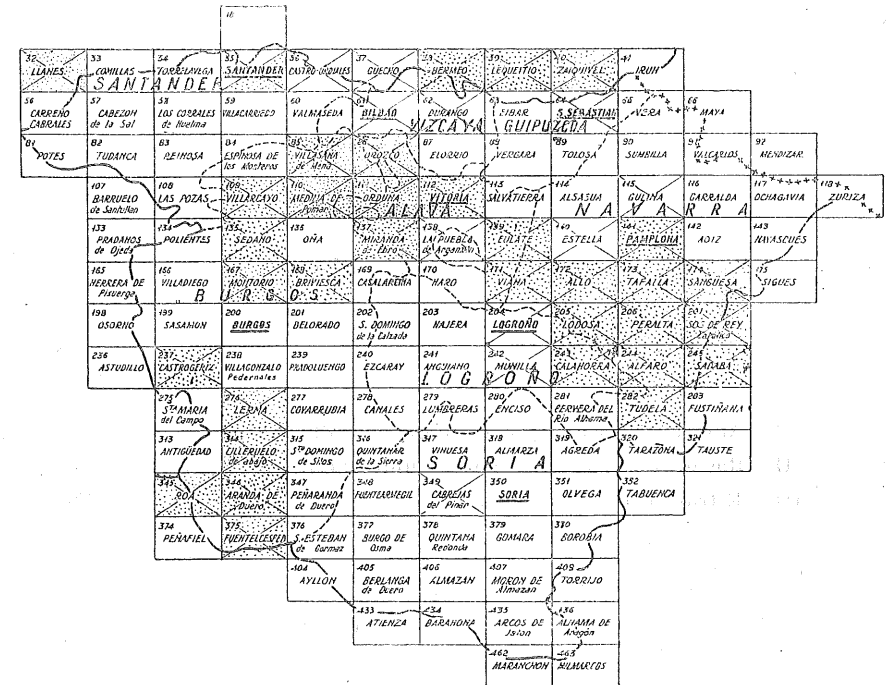 18
32 33 34 35 36 37 38 39 40 41
LLANES COMILLAS TORRELAVEGA SANTANDER CASTRO-URDIALES GUECHO BERMEO LEQUEITIO IRUN
SANTANDER
56 57 58 59 60 61 62 63 64 65 66
CARREÑO CABEZON LOS CORRALES VILLACARRIEDO VALMASEDA BILBAO DURANGO EIBAR S. SEBASTIAN VERA MAYA
CABRALES de la Sal de Buelna
VIZCAYA GUIPUZCOA
81 82 83 84 85 86 87 88 89 90 91 92
POTES TUDANCA REINOSA ESPINOSA DE VILLASANA OROZCO ELORRIO VERGARA TOLOSA SUMBILLA VALCARLOS MENDIZAR
los Monteros de Mena
107 108 109 110 111 112 113 114 115 116 117 118
BARRUELO LAS POZAS VILLARCAYO MEDINA DE ORDUÑA VITORIA SALVATIERRA ALSASUA GULINA GARRALDA OCHAGAVIA ZURIZA
de Santullan Pomar
ALAVA NAVARRA
133 134 135 136 137 138 139 140 141 142 143
PRADANOS POLIENTES SEDANO OÑA MIRANDA LA PUEBLA EULATE ESTELLA PAMPLONA AOIZ NAVASCUES
de Ojeda de Ebro de Arganzón
165 166 167 168 169 170 171 172 173 174 175
HERRERA DE VILLADIEGO MONTORIO BRIVIESCA CASALARREINA HARO VIANA ALLO TAFALLA SANGUESA SIGUES
Pisuerga
BURGOS
198 199 200 201 202 203 204 205 206 207
OSORNO SASAMON BURGOS BELORADO S. DOMINGO NAJERA LOGROÑO LODOSA PERALTA SOS DE REY
de la Calzada
236 237 238 239 240 241 242 243 244 245
ASTUDILLO CASTROGERIZ VILLAGONZALO PRADOLUENGO EZCARAY ANGUIANO MUNILLA CALAHORRA ALFARO SADABA
Pedernales
LOGROÑO
275 276 277 278 279 280 281 282 283
Sta MARIA LERMA COVARRUBIA CANALES LUMBRERAS ENCISO CERVERA DEL TUDELA FUSTIÑANA
del Campo Rio Alhama
313 314 315 316 317 318 319 320 321
ANTIGÜEDAD CILLERUELO Sto DOMINGO QUINTANAR VINUESA ALMARZA AGREDA TARAZONA TAUSTE
de abajo de Silos de la Sierra
SORIA
345 346 347 348 349 350 351 352
ROA ARANDA DE PEÑARANDA FUENTEARMEGIL CABREJAS SORIA OLVEGA TABUENCA
Duero de Duero del Pinar
374 375 376 377 378 379 380
PEÑAFIEL FUENTELCESPED S. ESTEBAN BURGO DE QUINTANA GOMARA BOROBIA
de Gormaz Osma Redonda
404 405 406 407 408
AYLLON BERLANGA ALMAZAN MORON DE TORRIJO
de Duero Almazan
433 434 435 436
ATIENZA BARAHONA ARCOS DE ALHAMA DE
Jalon Aragón
462 463
MARANCHON MILMARCOS